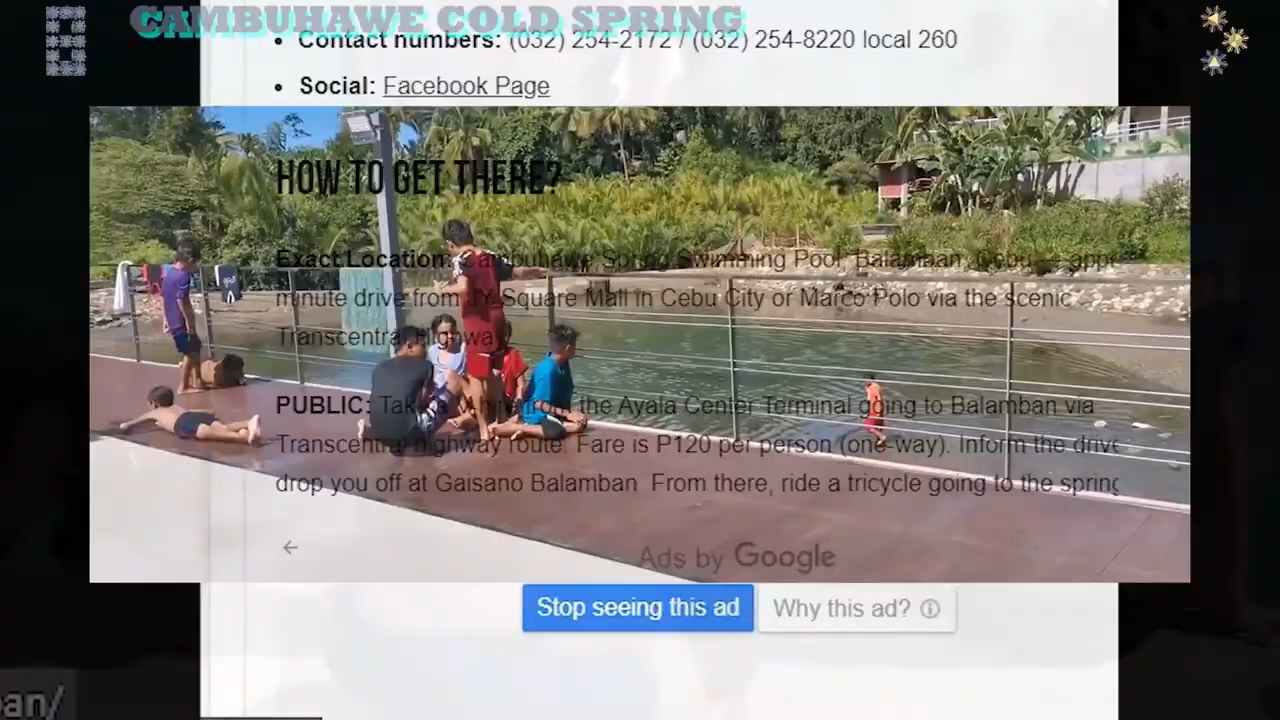 CAMBUHAWE COLD SPRING
• Contact numbers: (032) 254-2172 / (032) 254-8220 local 260
• Social: Facebook Page
HOW TO GET THERE?
Exact Location: Cambuhawe Spring Swimming Pool, Balamban, Cebu
minute drive from JY Square Mall in Cebu City or Marco Polo via the scenic
Transcentral Highway
PUBLIC: Take from the Ayala Center Terminal going to Balamban via
Transcentral highway route. Fare is P120 per person (one-way). Inform the drive
drop you off at Gaisano Balamban. From there, ride a tricycle going to the spring
Ads by Google
Stop seeing this ad
Why this ad?
ban/